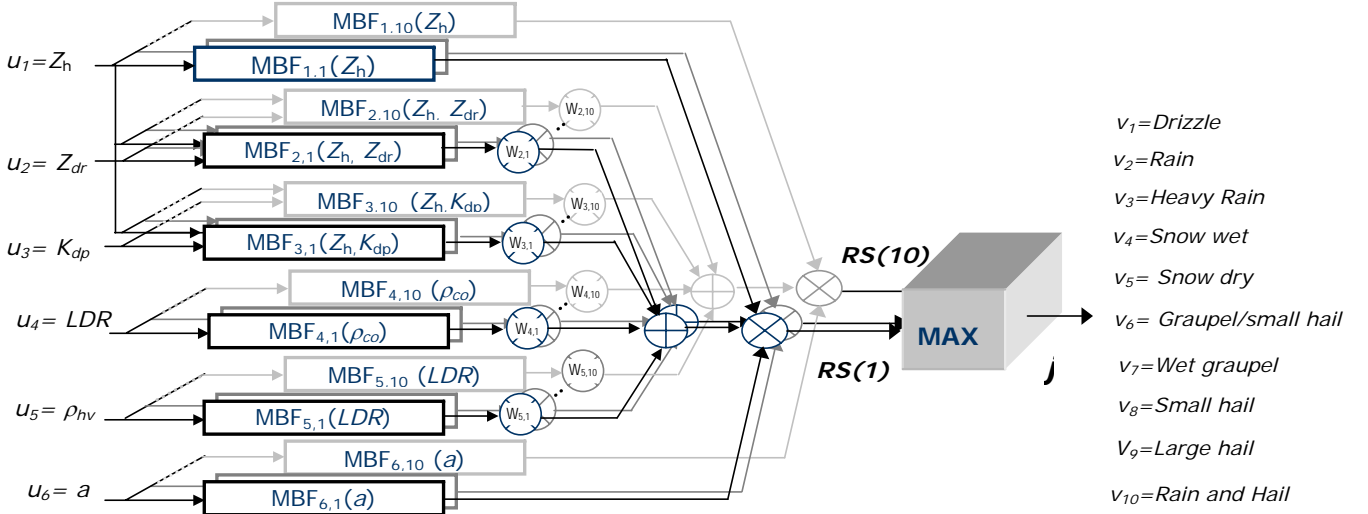 MBF1.10(Zh)
u1=Zh
MBF1.1(Zh)
MBF2.10(Zh, Zdr)
W2,10
u2= Zdr
MBF2,1(Zh, Zdr)
W2,1
MBF3.10 (Zh,Kdp)
W3,10
u3= Kdp
MBF3,1(Zh,Kdp)
W3,1
MBF4,10 (ρco)
W4,10
u4= LDR
MBF4,1(ρco)
W4,1
MBF5.10 (LDR)
W5,10
u5= ρhv
MBF5,1(LDR)
W5,1
MBF6,10 (a)
u6= a
MBF6,1(a)
RS(10)
RS(1)
MAX
j
v1=Drizzle
v2=Rain
v3=Heavy Rain
v4=Snow wet
v5= Snow dry
v6= Graupel/small hail
v7=Wet graupel
v8=Small hail
V9=Large hail
v10=Rain and Hail